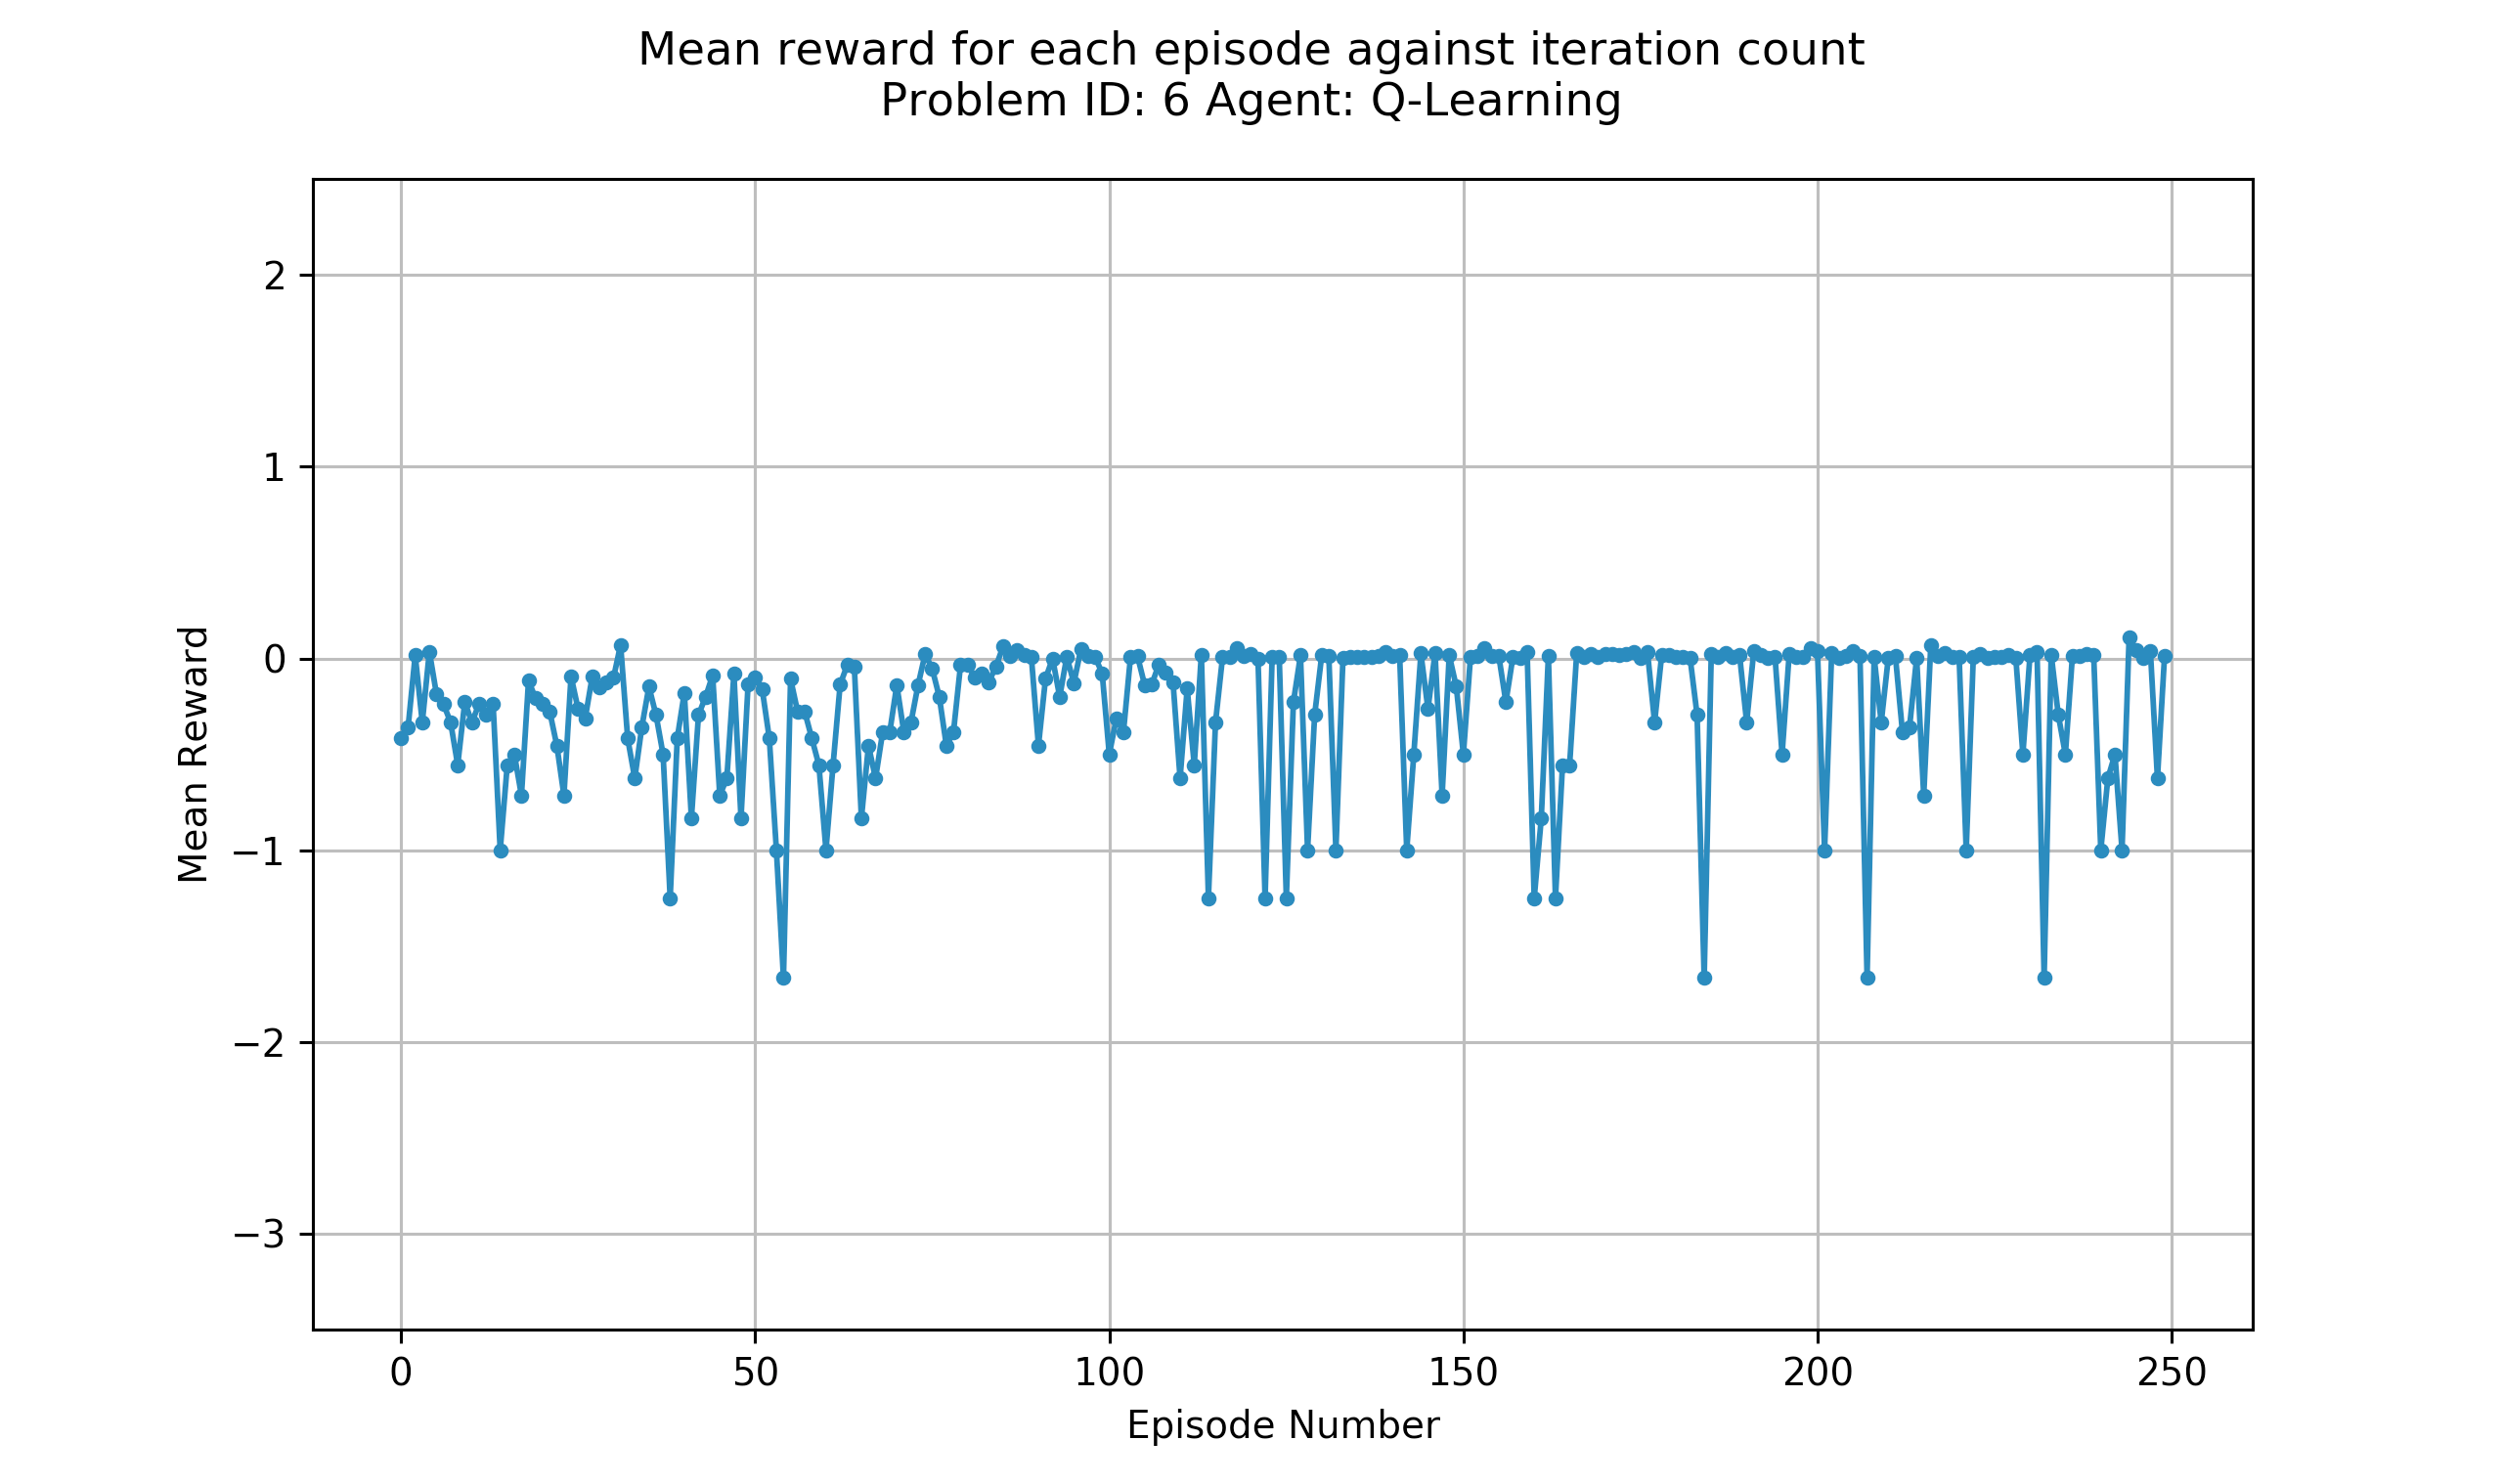 Mean reward for each episode against iteration count
Problem ID: 6 Agent: Q-Learning
Mean Reward
2
1
0
−1
−2
−3
0 50 100 150 200 250
Episode Number